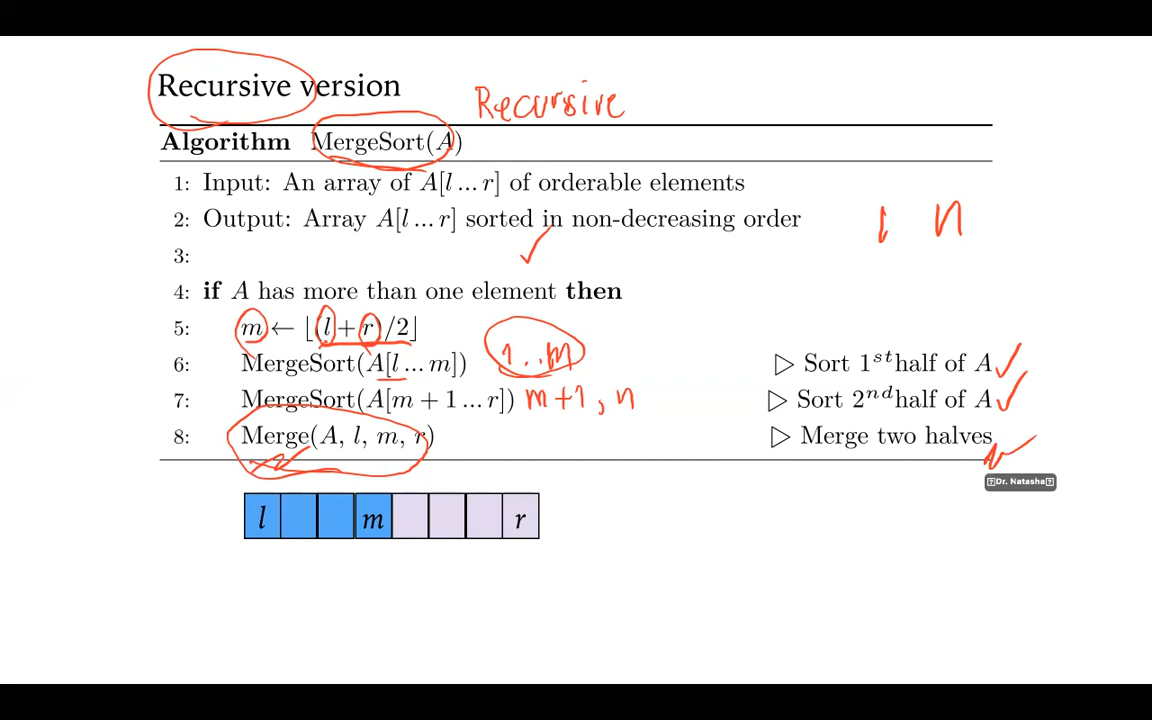 Recursive version
Recursive
Algorithm MergeSort(A)
1: Input: An array of A[l ... r] of orderable elements
2: Output: Array A[l ... r] sorted in non-decreasing order
1 n
3:
4: if A has more than one element then
5: m ← ⌊(l + r)/2⌋
6: MergeSort(A[l ... m]) 1..m ▷ Sort 1st half of A
7: MergeSort(A[m + 1 ... r]) m+1, n ▷ Sort 2nd half of A
8: Merge(A, l, m, r) ▷ Merge two halves
Dr. Natasha
l m r